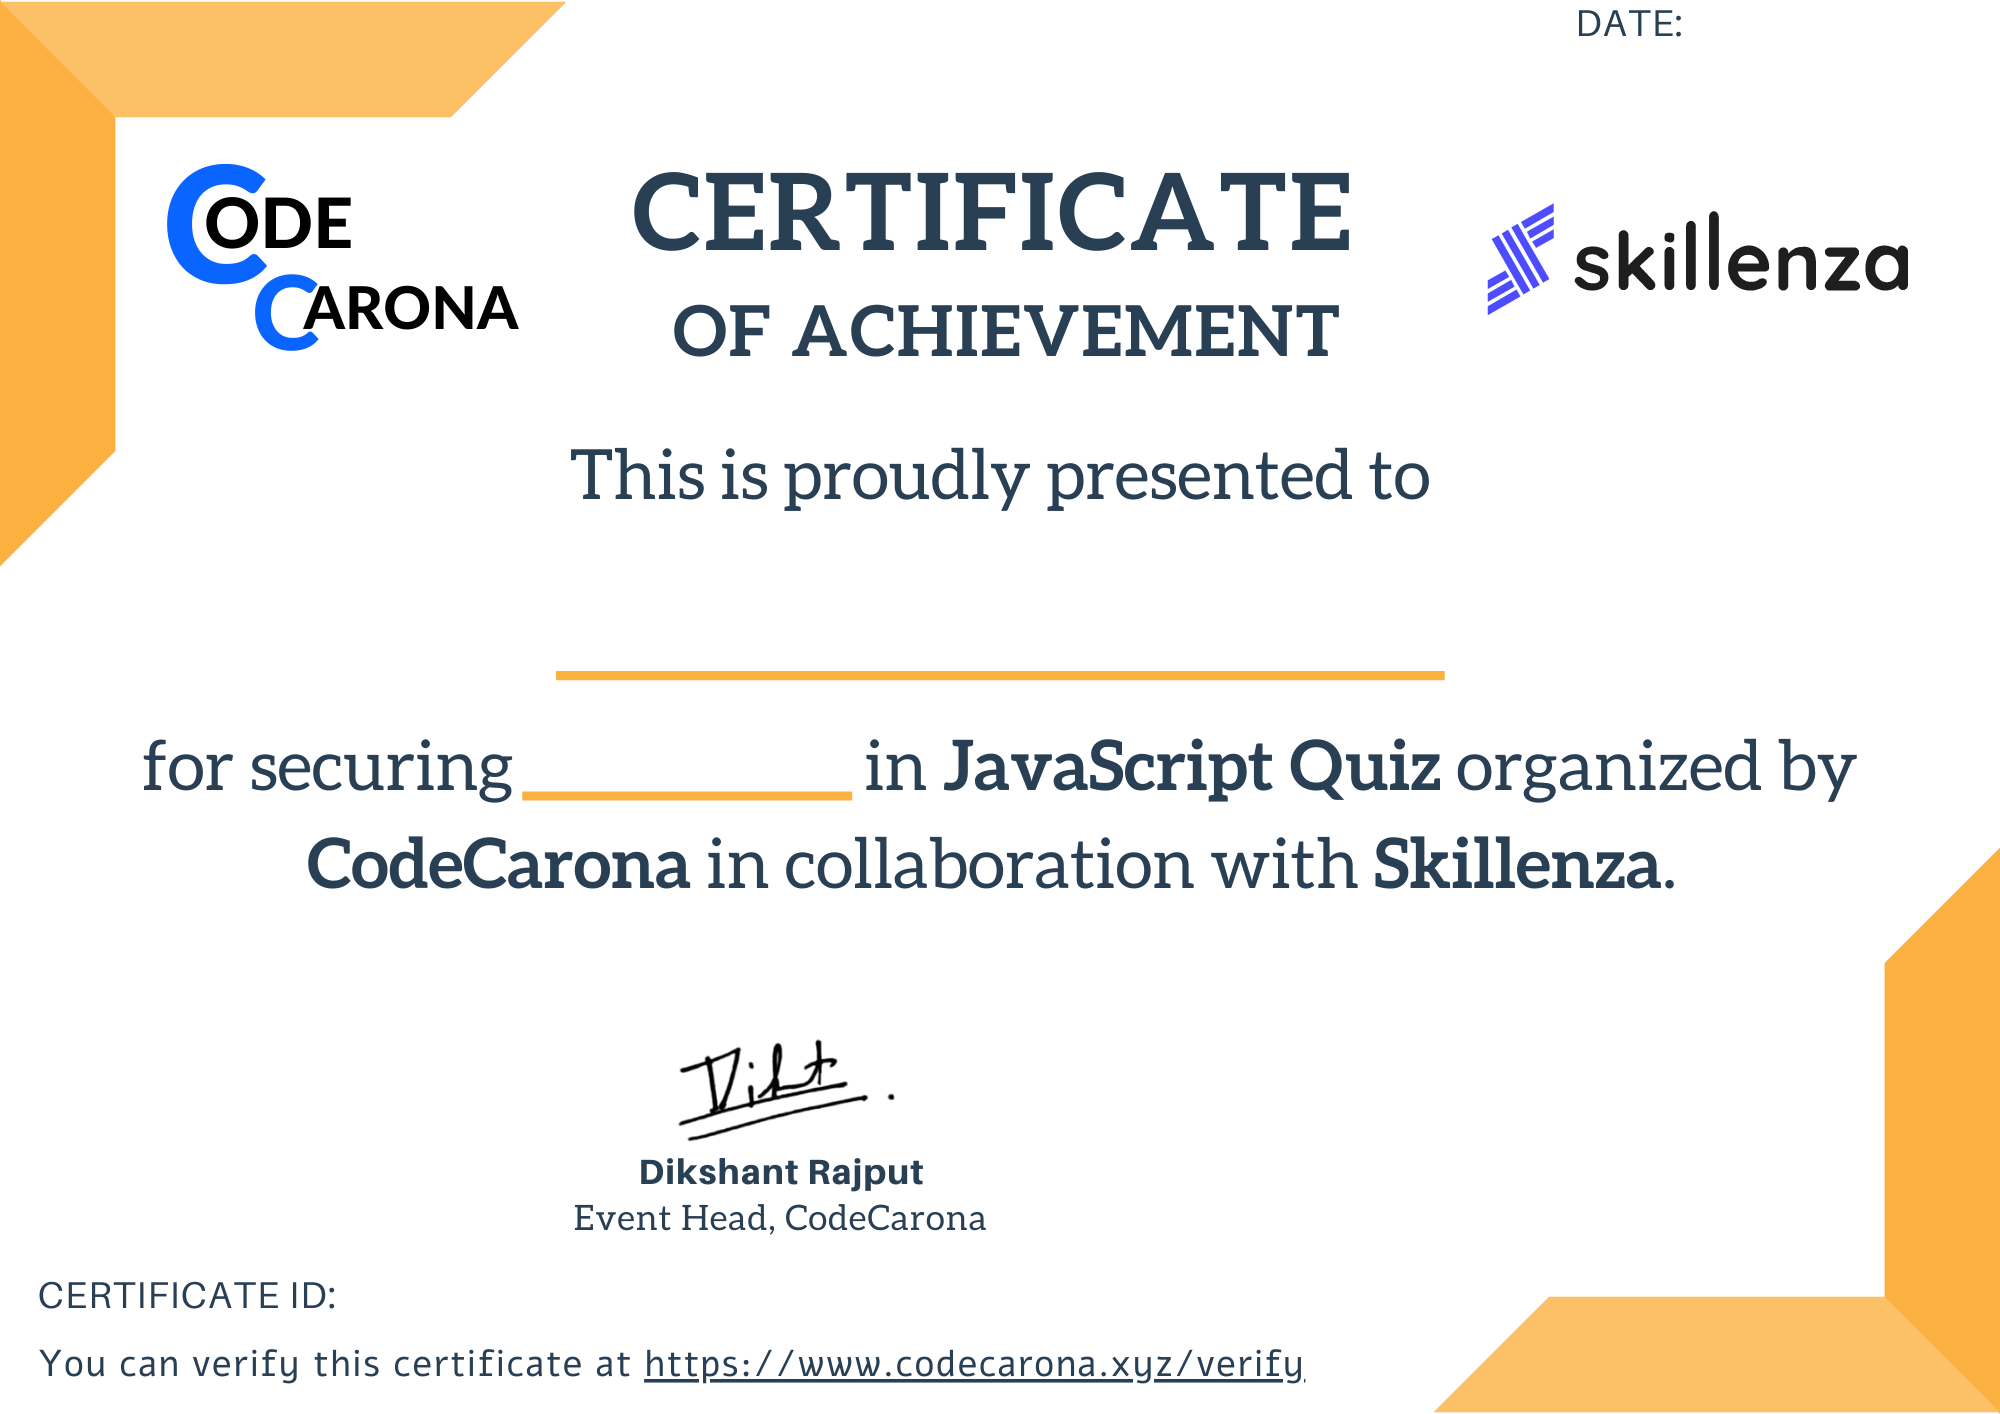 DATE:
CODE
CARONA
CERTIFICATE
OF ACHIEVEMENT
skillenza
This is proudly presented to
for securing in JavaScript Quiz organized by
CodeCarona in collaboration with Skillenza.
Dikshant Rajput
Event Head, CodeCarona
CERTIFICATE ID:
You can verify this certificate at https://www.codecarona.xyz/verify